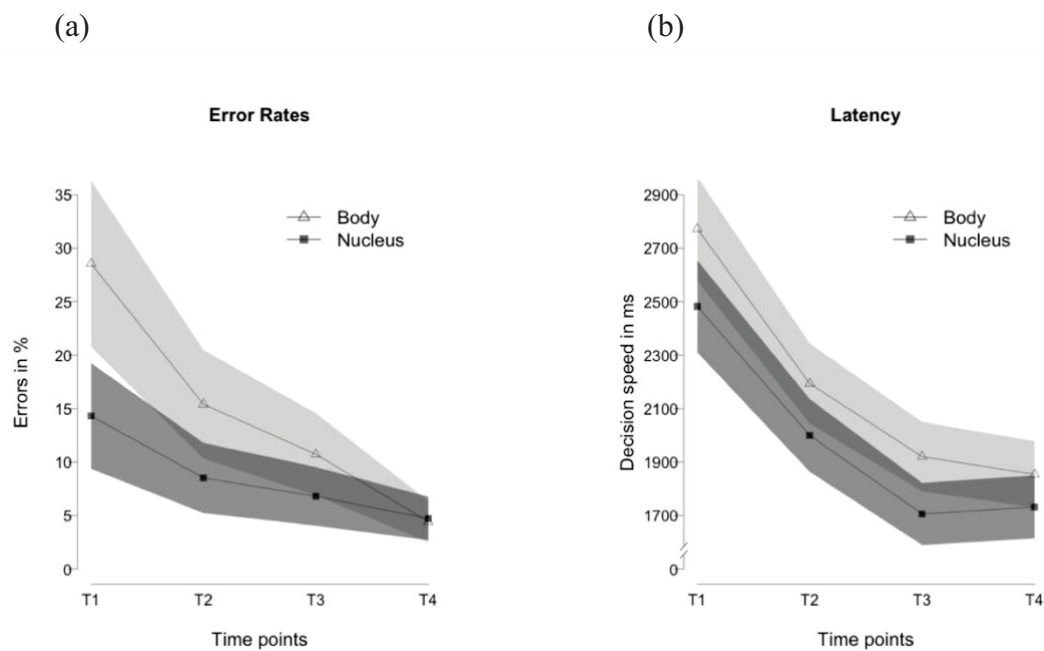 (a)
Error Rates
35
30
25
20
15
10
5
0
Errors in %
Body
Nucleus
T1
T2
T3
T4
Time points
(b)
Latency
2900
2700
2500
2300
2100
1900
1700
0
Decision speed in ms
Body
Nucleus
T1
T2
T3
T4
Time points